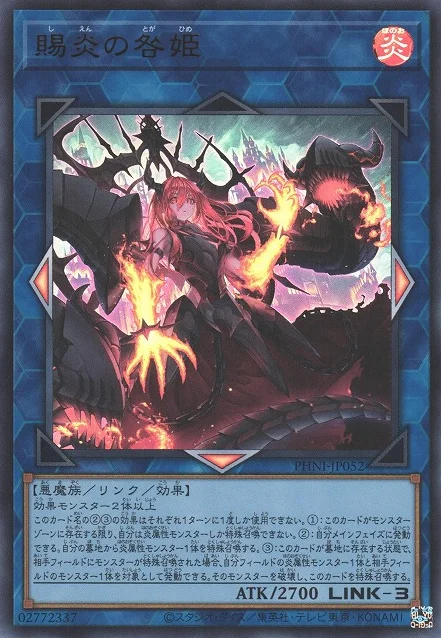 賜炎の咎姫
し えん とが ひめ
ほのお
炎
PHNI-JP052
【悪魔族／リンク／効果】
効果モンスター2体以上
このカード名の②③の効果はそれぞれ1ターンに1度しか使用できない。①：このカードがモンスター
ゾーンに存在する限り、自分は炎属性モンスターしか特殊召喚できない。②：自分メインフェイズに発動
できる。自分の墓地から炎属性モンスター1体を特殊召喚する。③：このカードが墓地に存在する状態で、
相手フィールドにモンスターが特殊召喚された場合、自分フィールドの炎属性モンスター1体と相手フィー
ルドのモンスター1体を対象として発動できる。そのモンスターを破壊し、このカードを特殊召喚する。
ATK/2700 LINK-3
02772337
©スタジオ・ダイス／集英社・テレビ東京・KONAMI